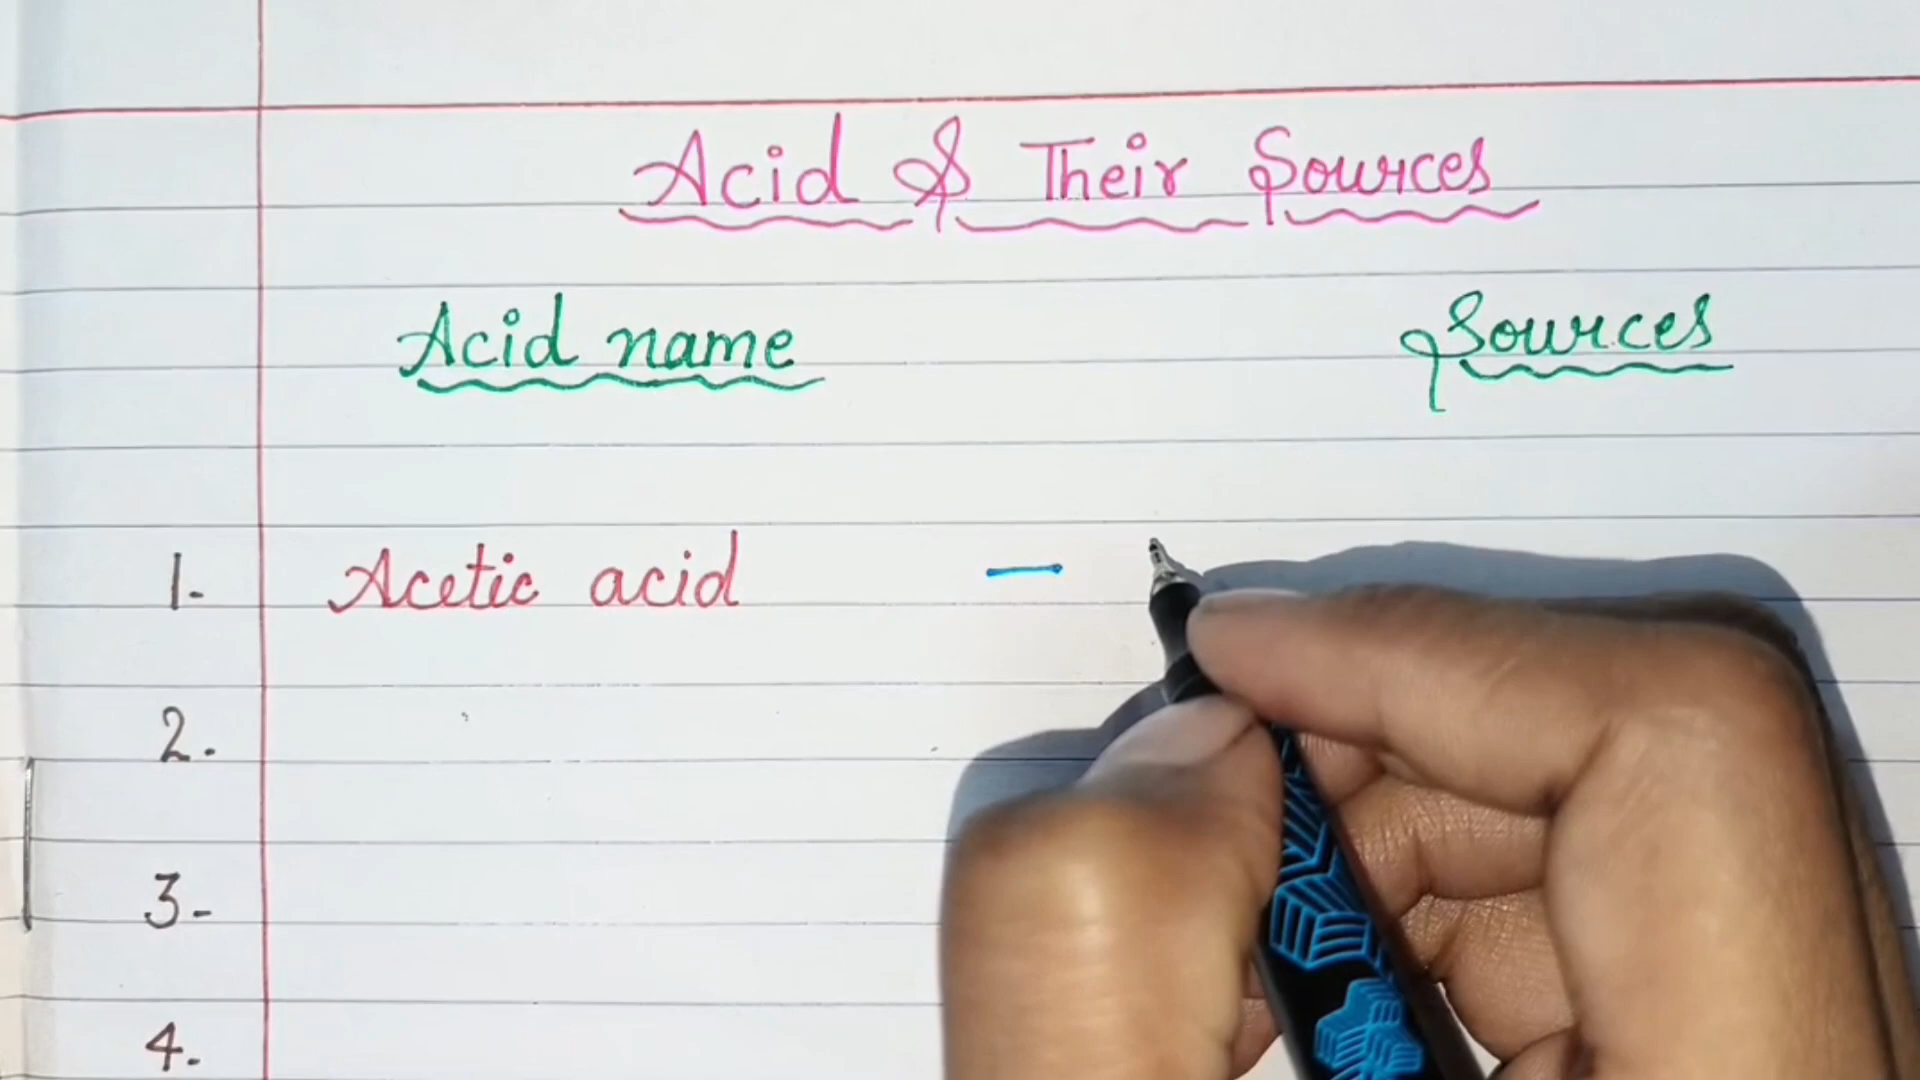 Acid & Their Sources
Acid name Sources
1. Acetic acid —
2.
3-
4.